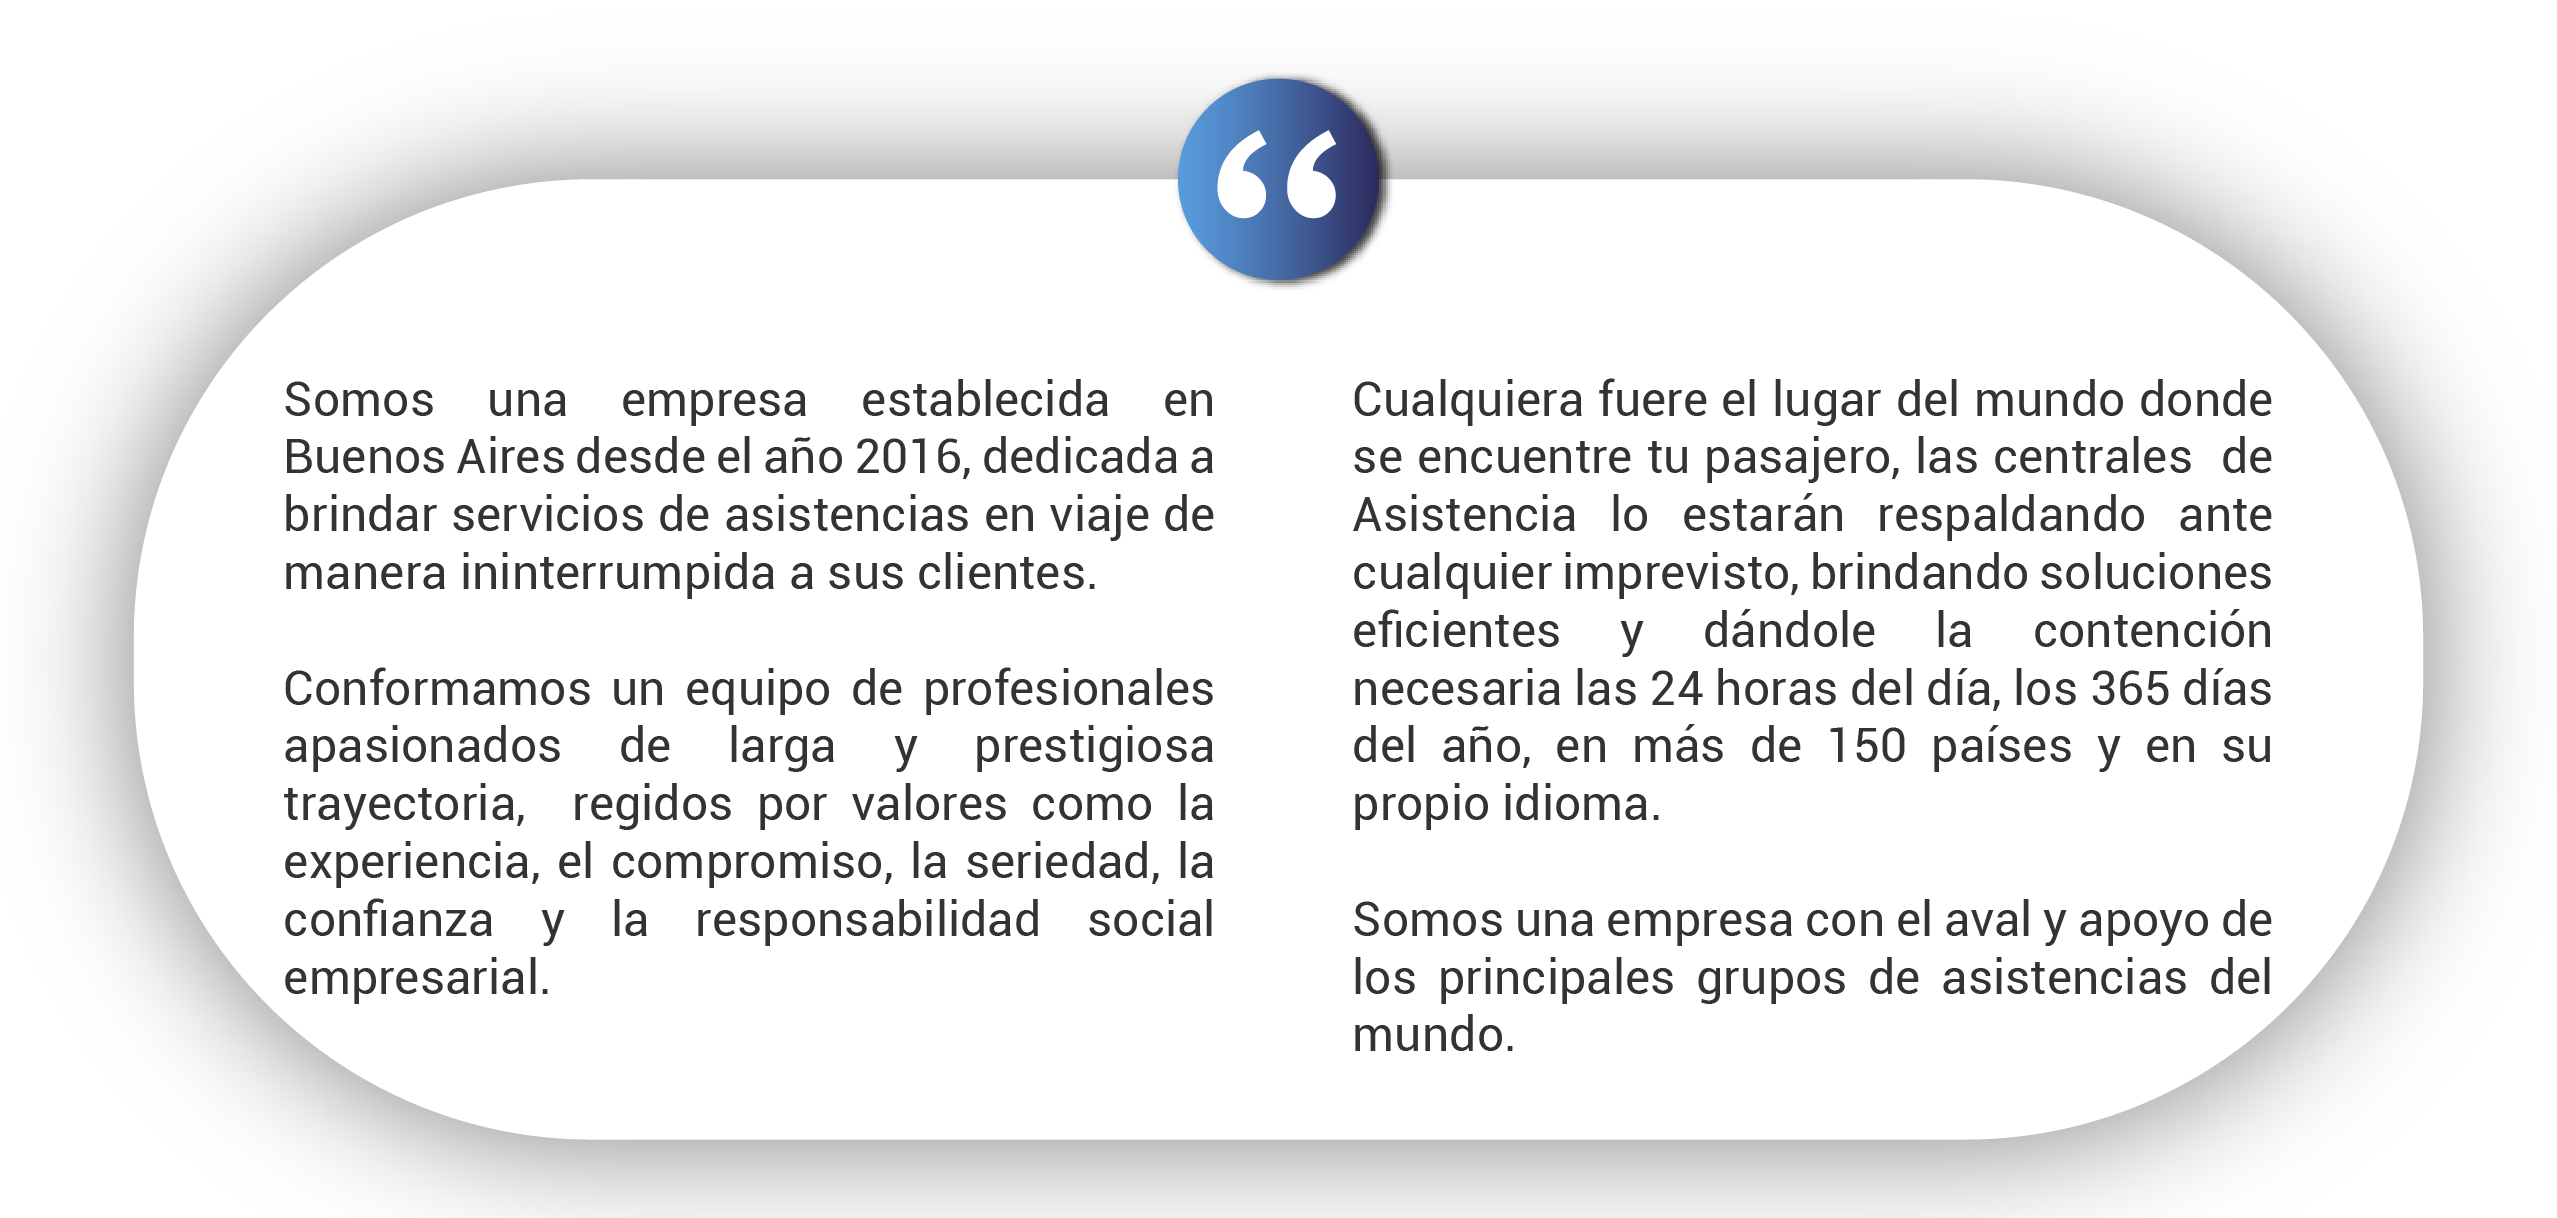 “
Somos una empresa establecida en
Buenos Aires desde el año 2016, dedicada a
brindar servicios de asistencias en viaje de
manera ininterrumpida a sus clientes.
Conformamos un equipo de profesionales
apasionados de larga y prestigiosa
trayectoria, regidos por valores como la
experiencia, el compromiso, la seriedad, la
confianza y la responsabilidad social
empresarial.
Cualquiera fuere el lugar del mundo donde
se encuentre tu pasajero, las centrales de
Asistencia lo estarán respaldando ante
cualquier imprevisto, brindando soluciones
eficientes y dándole la contención
necesaria las 24 horas del día, los 365 días
del año, en más de 150 países y en su
propio idioma.
Somos una empresa con el aval y apoyo de
los principales grupos de asistencias del
mundo.